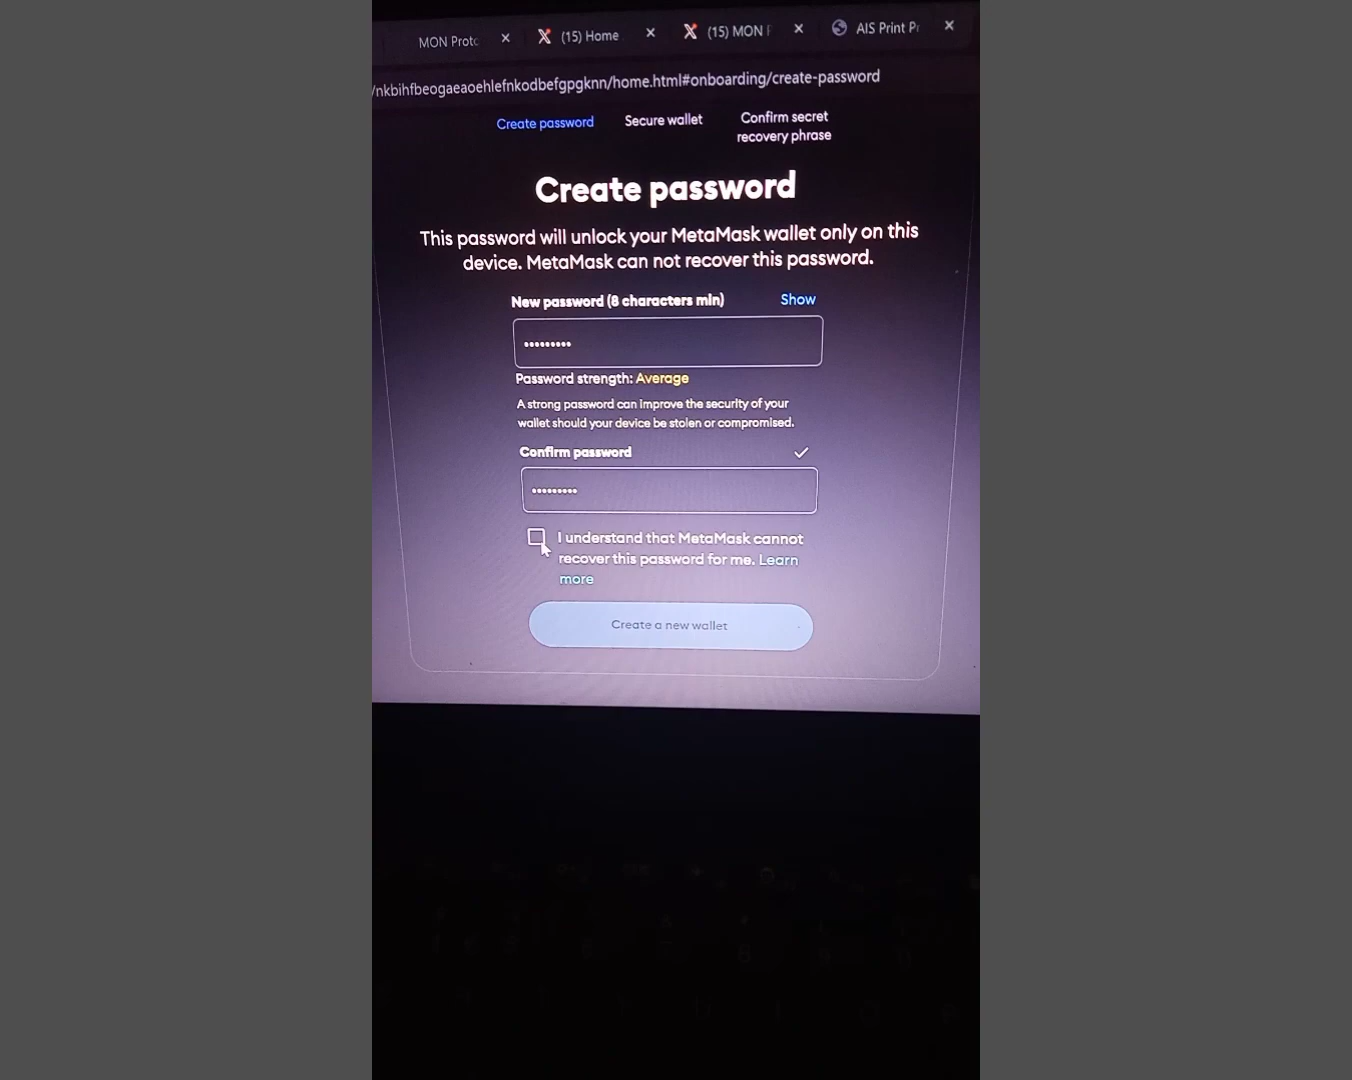 MON Proto
(15) Home
(15) MON P
AIS Print Pr
/nkbihfbeogaeaoehlefnkodbefgpgknn/home.html#onboarding/create-password
Create password
Secure wallet
Confirm secret
recovery phrase
Create password
This password will unlock your MetaMask wallet only on this
device. MetaMask can not recover this password.
New password (8 characters min)
Show
Password strength: Average
A strong password can improve the security of your
wallet should your device be stolen or compromised.
Confirm password
I understand that MetaMask cannot
recover this password for me. Learn
more
Create a new wallet